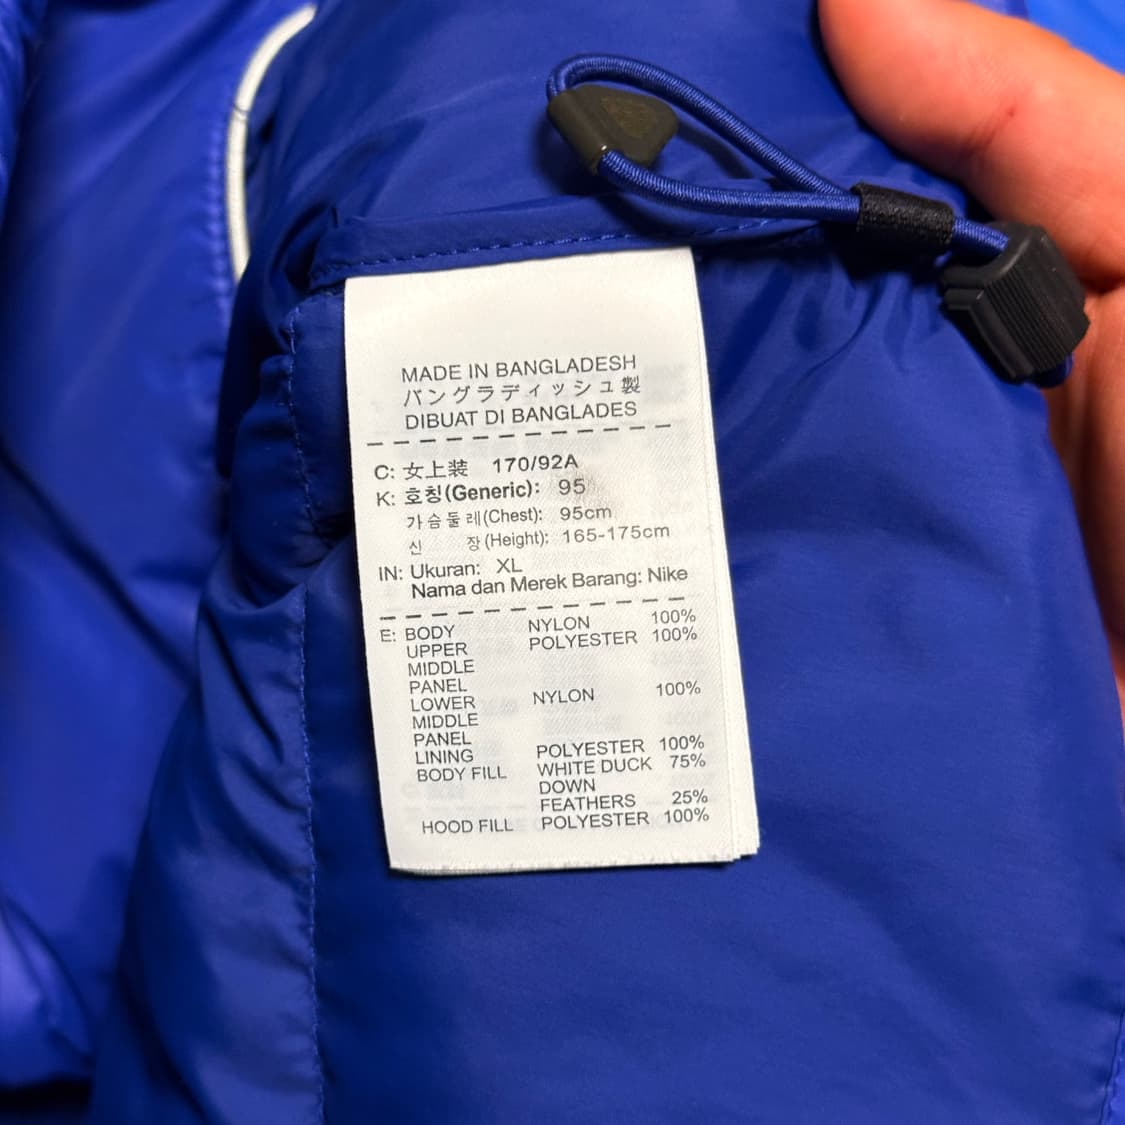 MADE IN BANGLADESH
バングラディッシュ製
DIBUAT DI BANGLADES
C: 女上装 170/92A
K: 호칭(Generic): 95
가슴둘레(Chest): 95cm
신 장(Height): 165-175cm
IN: Ukuran: XL
Nama dan Merek Barang: Nike
E: BODY NYLON 100%
UPPER POLYESTER 100%
MIDDLE
PANEL
LOWER NYLON 100%
MIDDLE
PANEL
LINING POLYESTER 100%
BODY FILL WHITE DUCK 75%
DOWN
FEATHERS 25%
HOOD FILL POLYESTER 100%